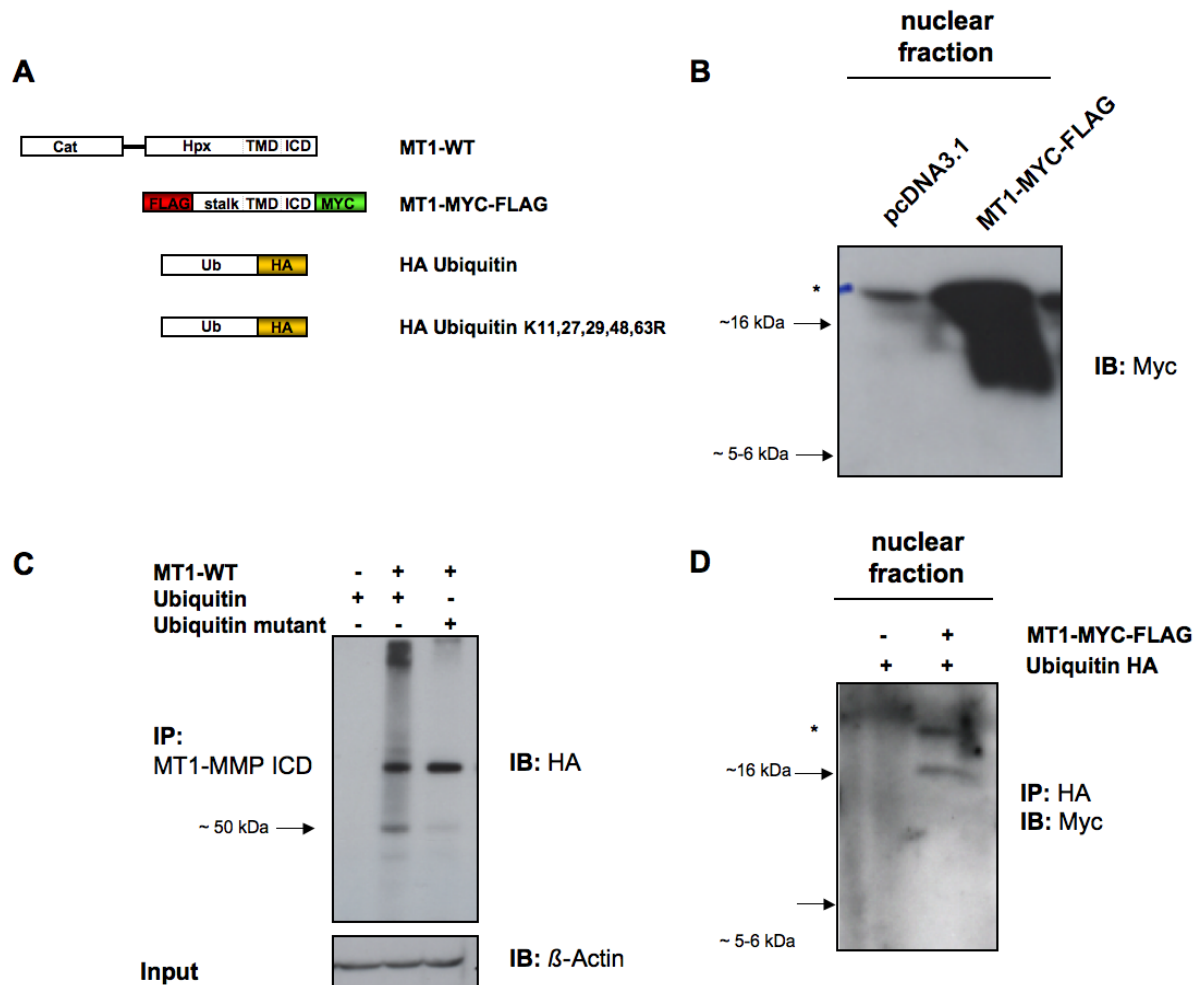 A
Cat Hpx TMD ICD MT1-WT
FLAG stalk TMD ICD MYC MT1-MYC-FLAG
Ub HA HA Ubiquitin
Ub HA HA Ubiquitin K11,27,29,48,63R
B
nuclear
fraction
pcDNA3.1
MT1-MYC-FLAG
*
~16 kDa
~ 5-6 kDa
IB: Myc
C
MT1-WT - + +
Ubiquitin + + -
Ubiquitin mutant - - +
IP:
MT1-MMP ICD
IB: HA
~ 50 kDa
Input
IB: ß-Actin
D
nuclear
fraction
- + MT1-MYC-FLAG
+ + Ubiquitin HA
*
~16 kDa
IP: HA
IB: Myc
~ 5-6 kDa